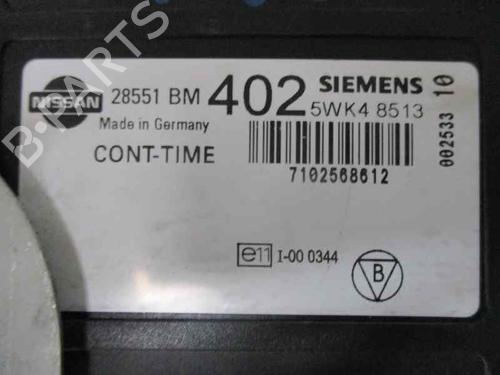 NISSAN 28551 BM 402 SIEMENS
5WK4 8513
Made in Germany
CONT-TIME
7102568612
002533 10
e11 I-00 0344
B
B-PARTS